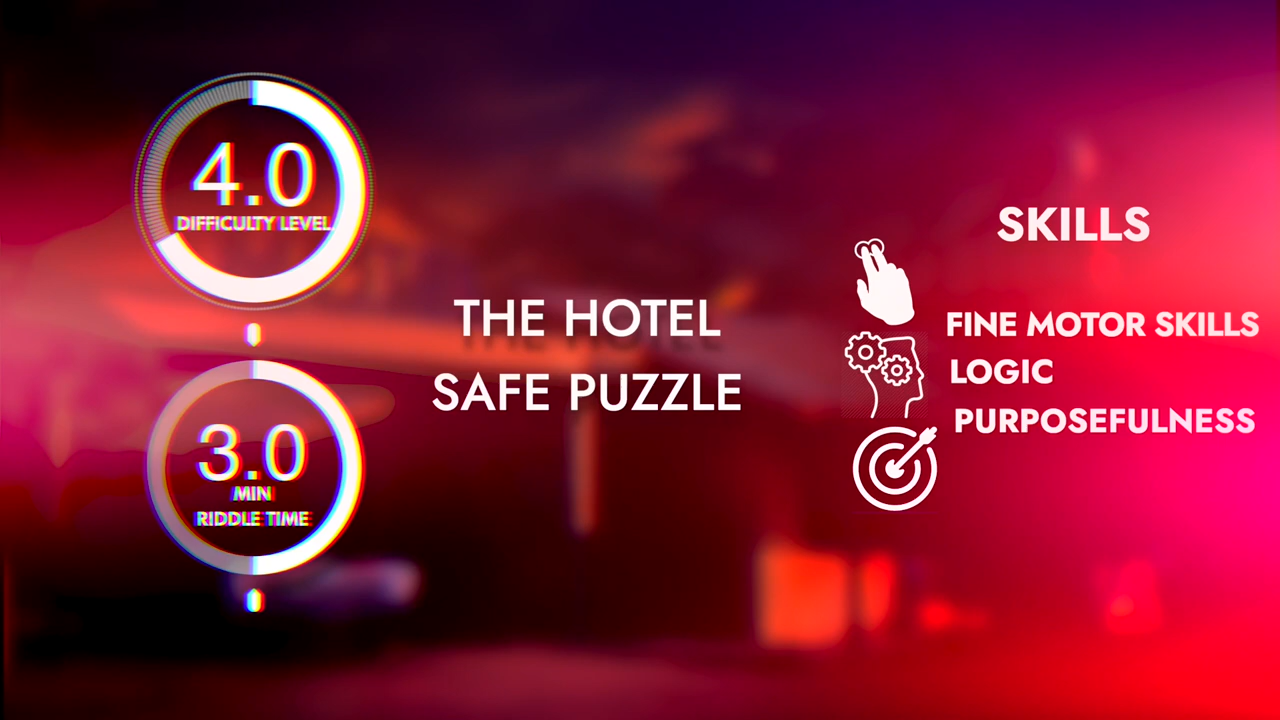 4.0
DIFFICULTY LEVEL
3.0
MIN
RIDDLE TIME
THE HOTEL
SAFE PUZZLE
SKILLS
FINE MOTOR SKILLS
LOGIC
PURPOSEFULNESS